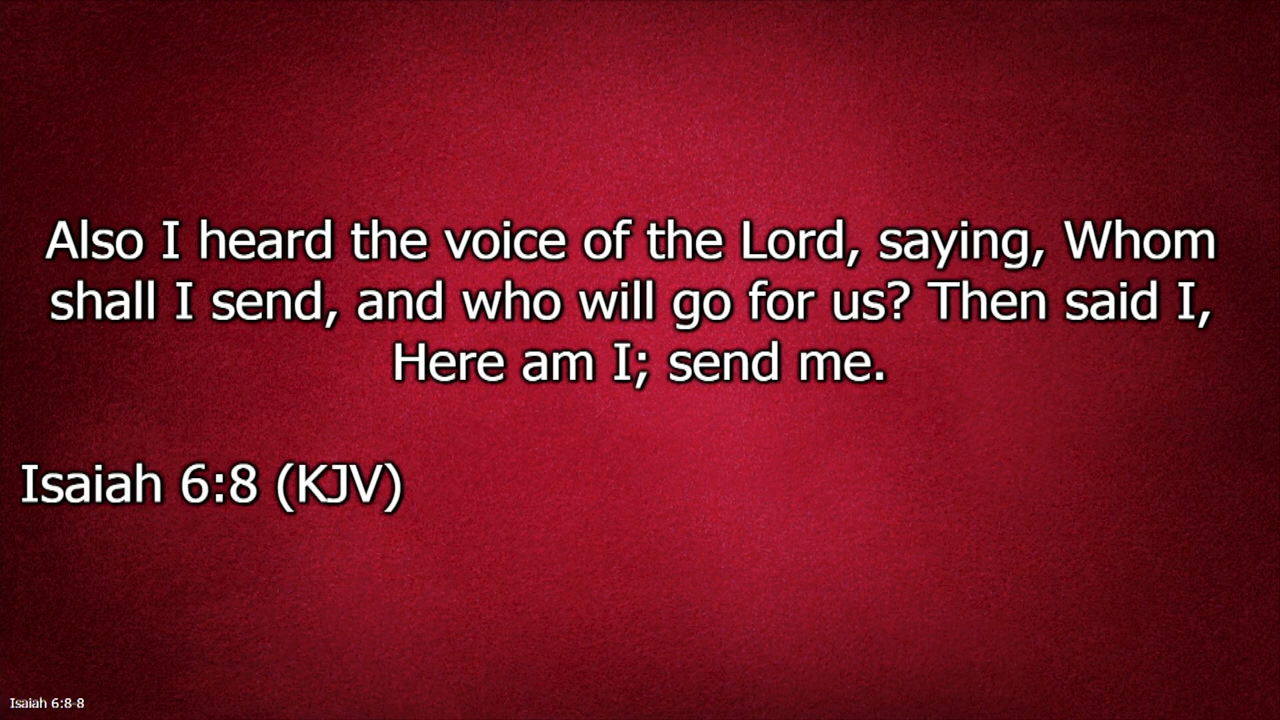 Also I heard the voice of the Lord, saying, Whom
shall I send, and who will go for us? Then said I,
Here am I; send me.
Isaiah 6:8 (KJV)
Isaiah 6:8-8